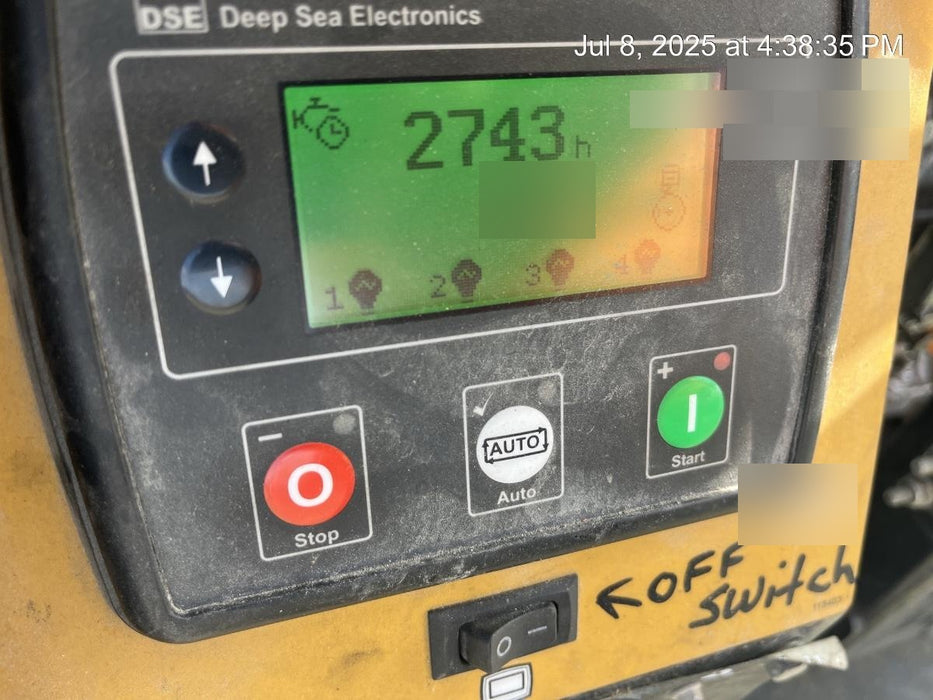 DSE Deep Sea Electronics
Jul 8, 2025 at 4:38:35 PM
2743 h
1 2 3 4
Stop
AUTO
Auto
Start
← OFF
Switch